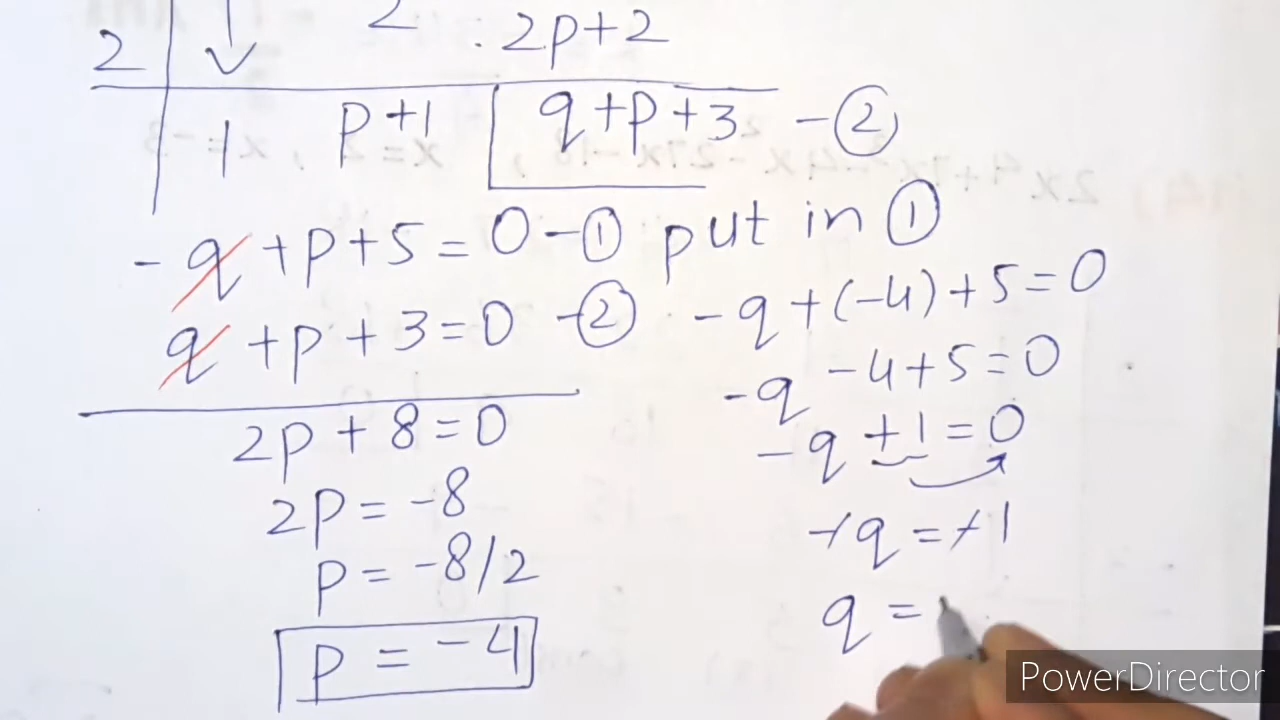 2 2 2p+2
1 p+1 q+p+3 -②
-q+p+5=0-① put in ①
q+p+3=0 -②
2p+8=0
2p=-8
p=-8/2
p=-4
-q+(-4)+5=0
-q-4+5=0
-q+1=0
-q=-1
q=
PowerDirector